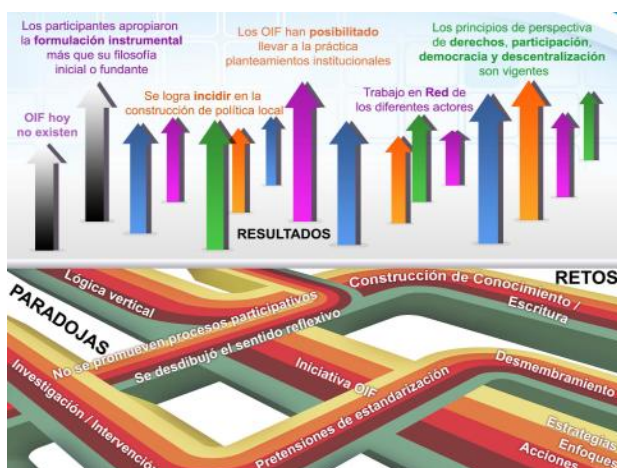 Los participantes apropiaron
la formulación instrumental
más que su filosofía
inicial o fundante
Los OIF han posibilitado
llevar a la práctica
planteamientos institucionales
Los principios de perspectiva
de derechos, participación,
democracia y descentralización
son vigentes
OIF hoy
no existen
Se logra incidir en la
construcción de política local
Trabajo en Red de
los diferentes actores
RESULTADOS
PARADOJAS
RETOS
Lógica vertical
No se promueven procesos participativos
Se desdibujó el sentido reflexivo
Construcción de Conocimiento /
Escritura
Investigación / Intervención
Iniciativa OIF
Pretensiones de estandarización
Desmembramiento
Estrategias
Enfoques
Acciones